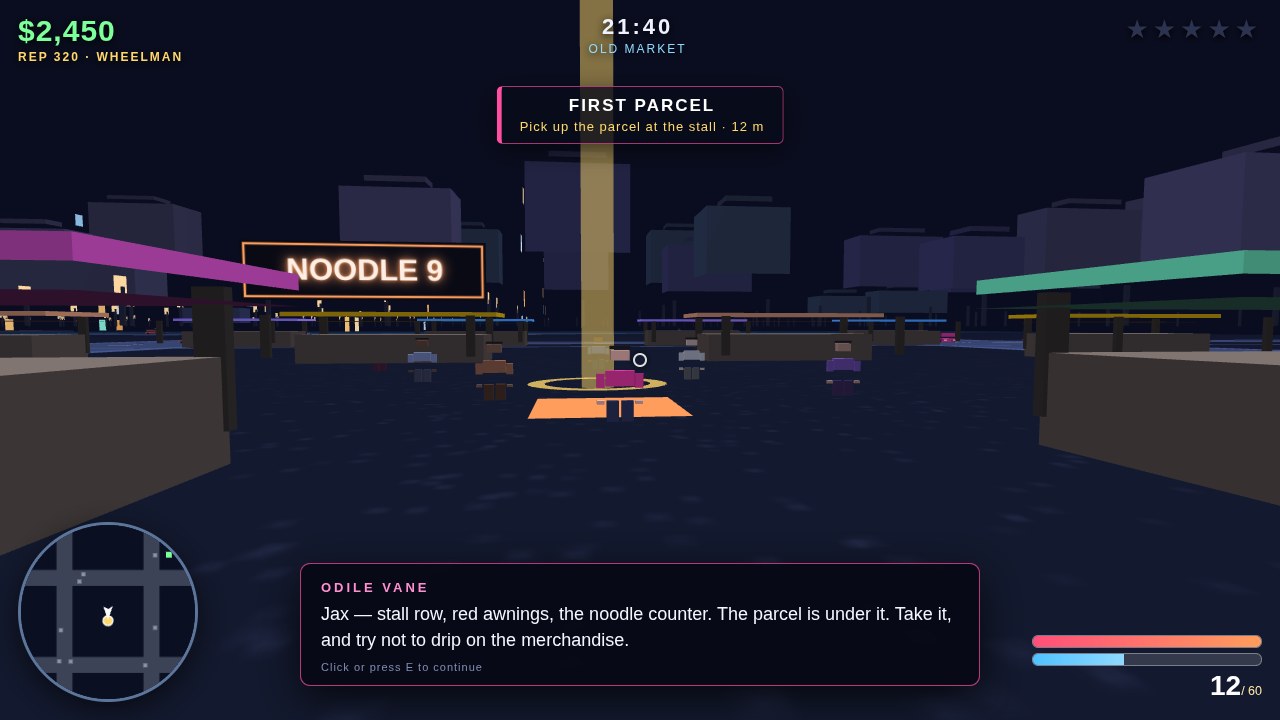 $2,450
REP 320 · WHEELMAN
21:40
OLD MARKET
★★★★★
FIRST PARCEL
Pick up the parcel at the stall · 12 m
NOODLE 9
ODILE VANE
Jax — stall row, red awnings, the noodle counter. The parcel is under it. Take it,
and try not to drip on the merchandise.
Click or press E to continue
12 / 60